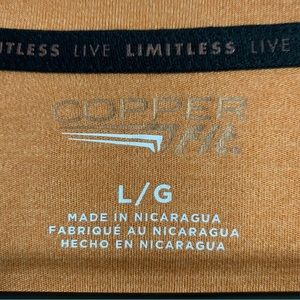 LIMITLESS LIVE LIMITLESS LIVE
COPPER
Fit
L/G
MADE IN NICARAGUA
FABRIQUÉ AU NICARAGUA
HECHO EN NICARAGUA